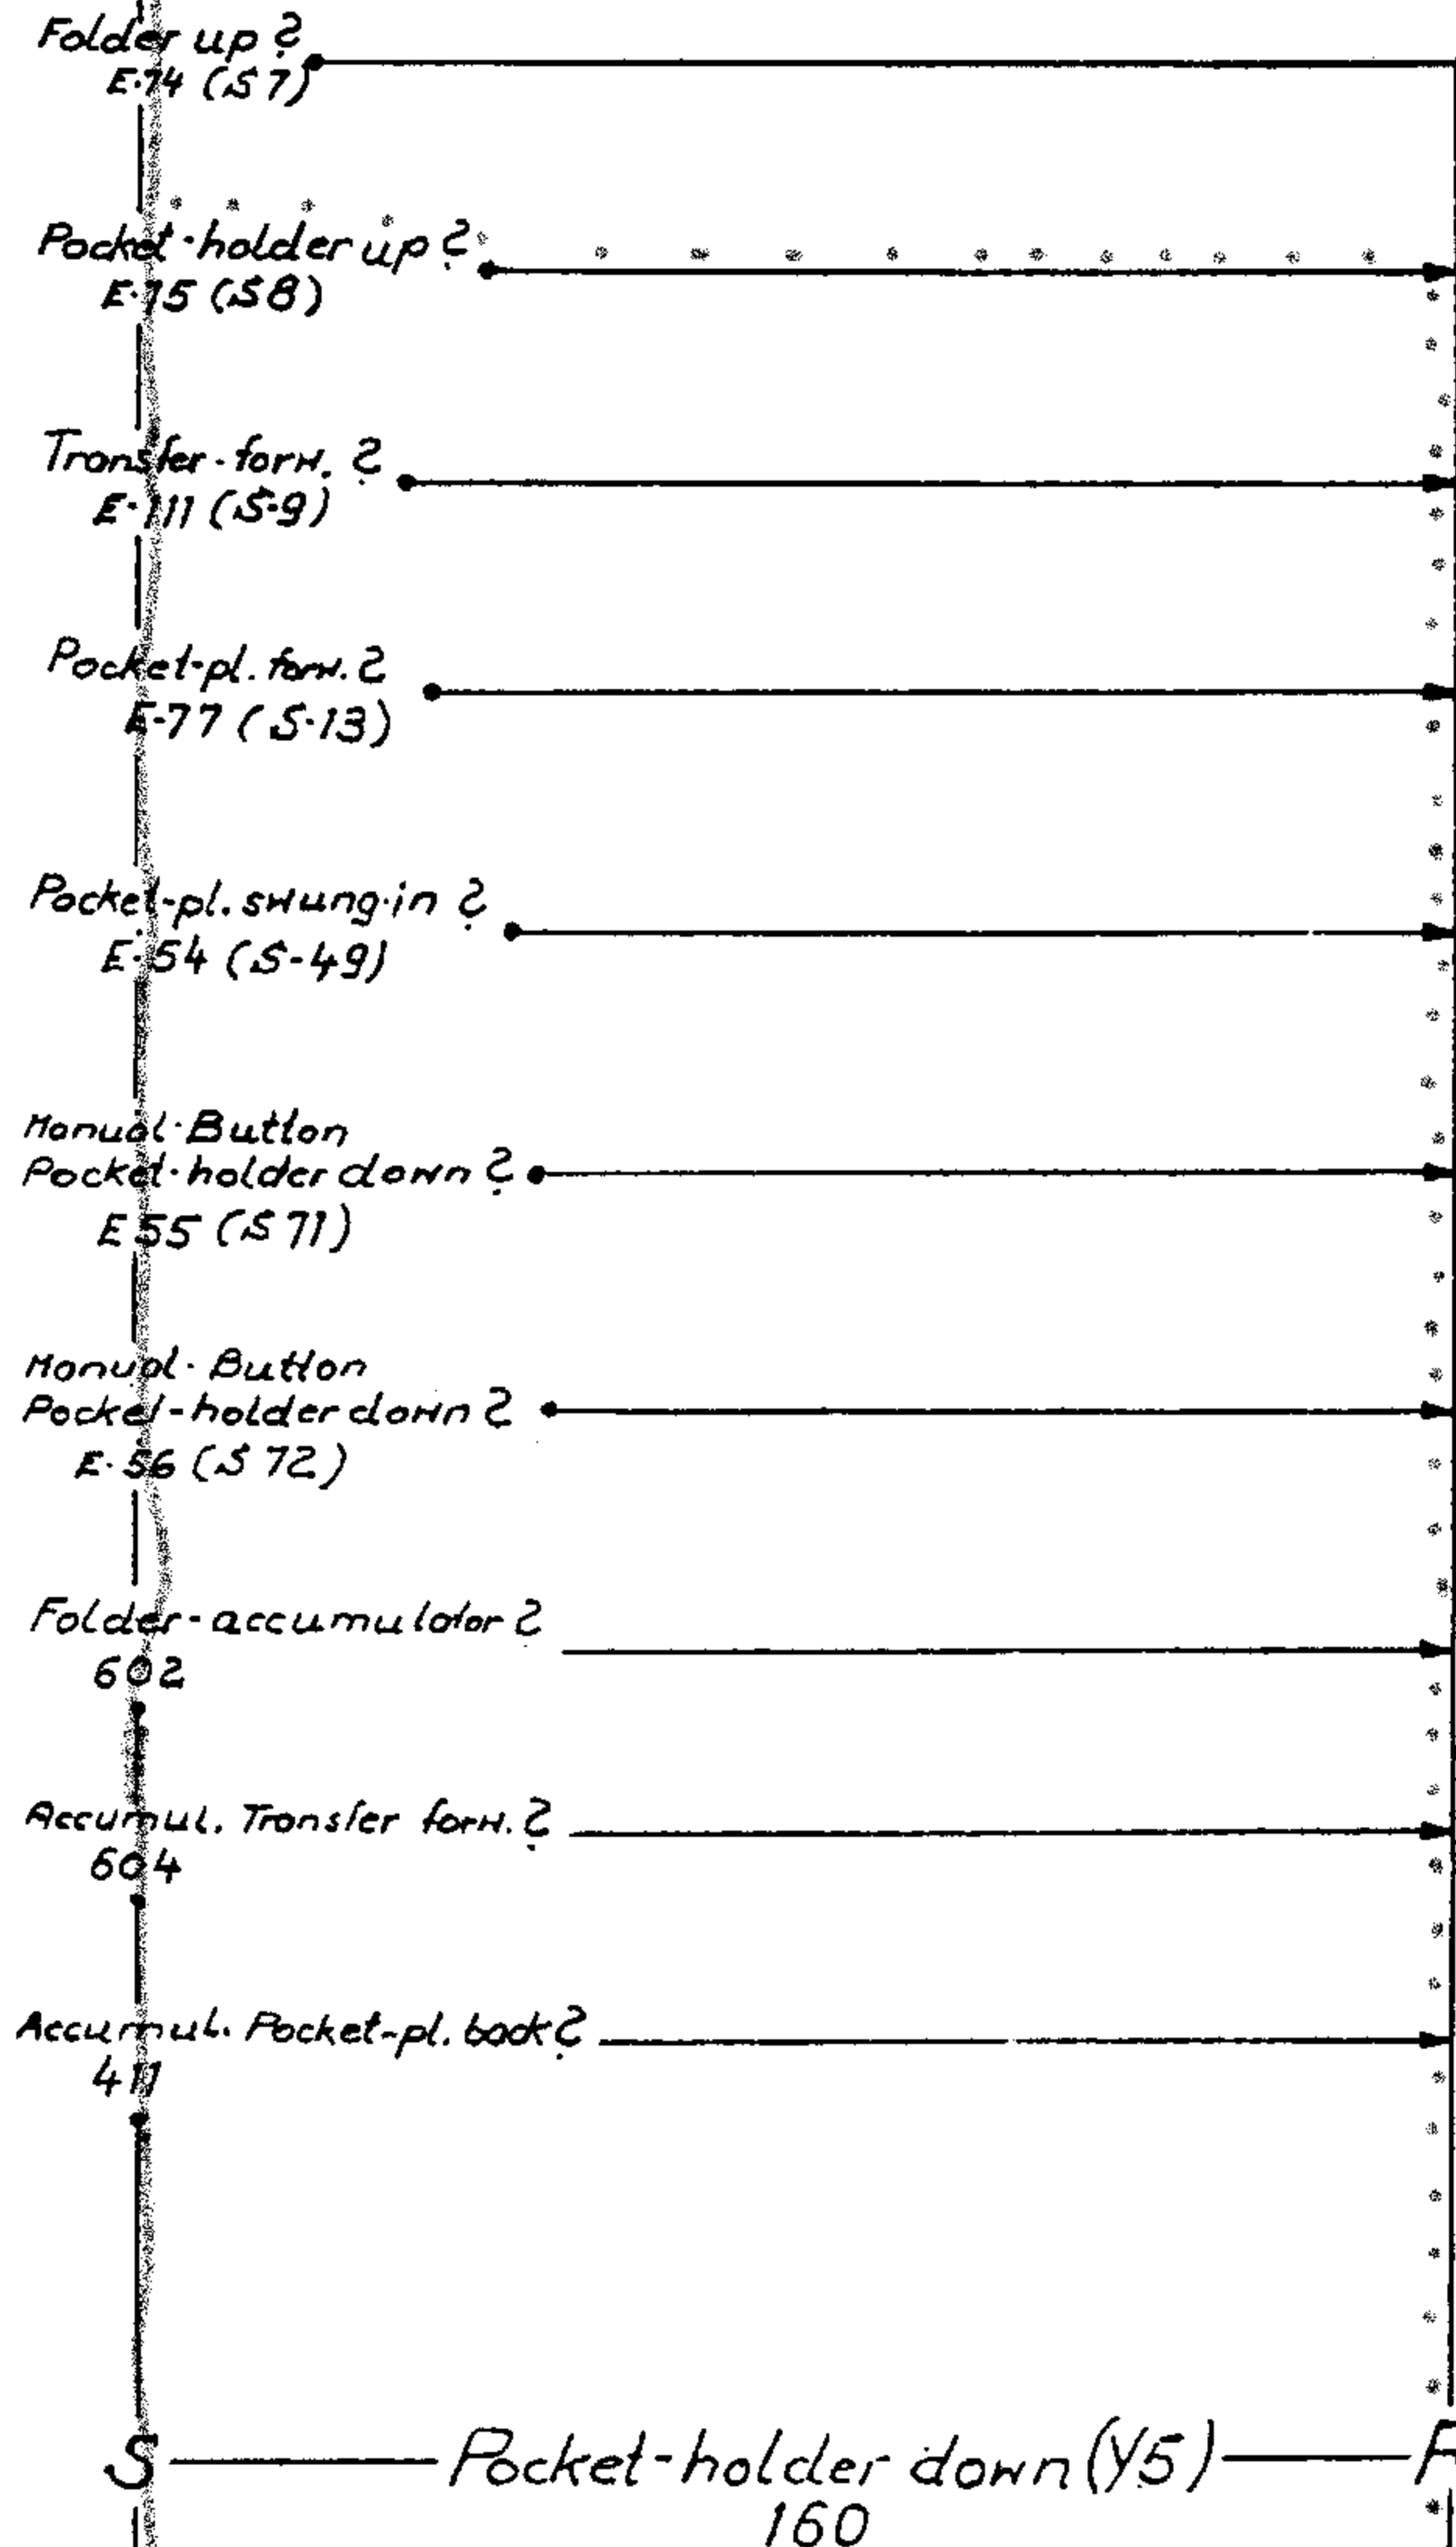 Folder up ?
E-74 (S7)
Pocket-holder up ?
E-75 (S8)
Transfer-forw. ?
E-111 (S-9)
Pocket-pl. forw. ?
E-77 (S-13)
Pocket-pl. swung-in ?
E-54 (S-49)
Manual-Button
Pocket-holder down ?
E 55 (S 71)
Manual-Button
Pocket-holder down ?
E-56 (S 72)
Folder-accumulator ?
602
Accumul. Transfer forw. ?
604
Accumul. Pocket-pl. back ?
411
S Pocket-holder down (Y5)
160